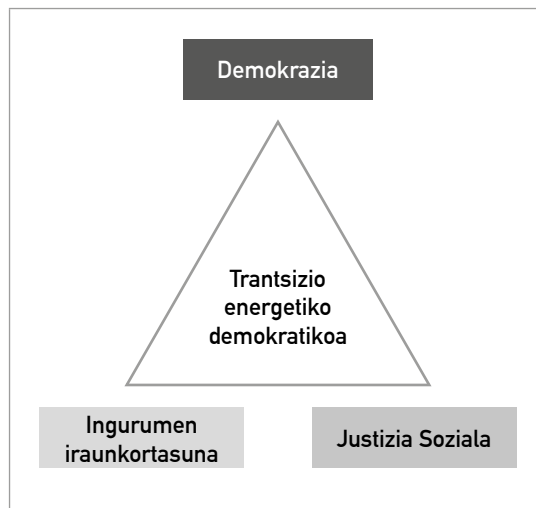 Demokrazia
Trantsizio
energetiko
demokratikoa
Ingurumen
iraunkortasuna
Justizia Soziala